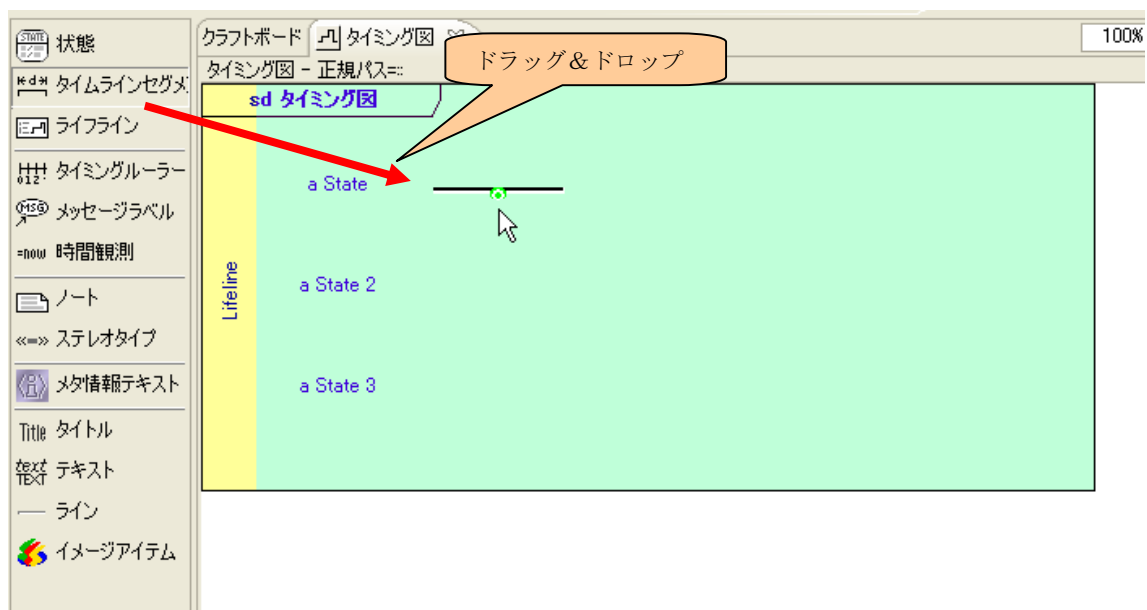 状態
タイムラインセグメ
ライフライン
タイミングルーラー
メッセージラベル
=now 時間観測
ノート
«=» ステレオタイプ
メタ情報テキスト
Title タイトル
text TEXT テキスト
ライン
イメージアイテム
クラフトボード タイミング図
100%
タイミング図 - 正規パス=::
ドラッグ&ドロップ
sd タイミング図
Lifeline
a State
a State 2
a State 3